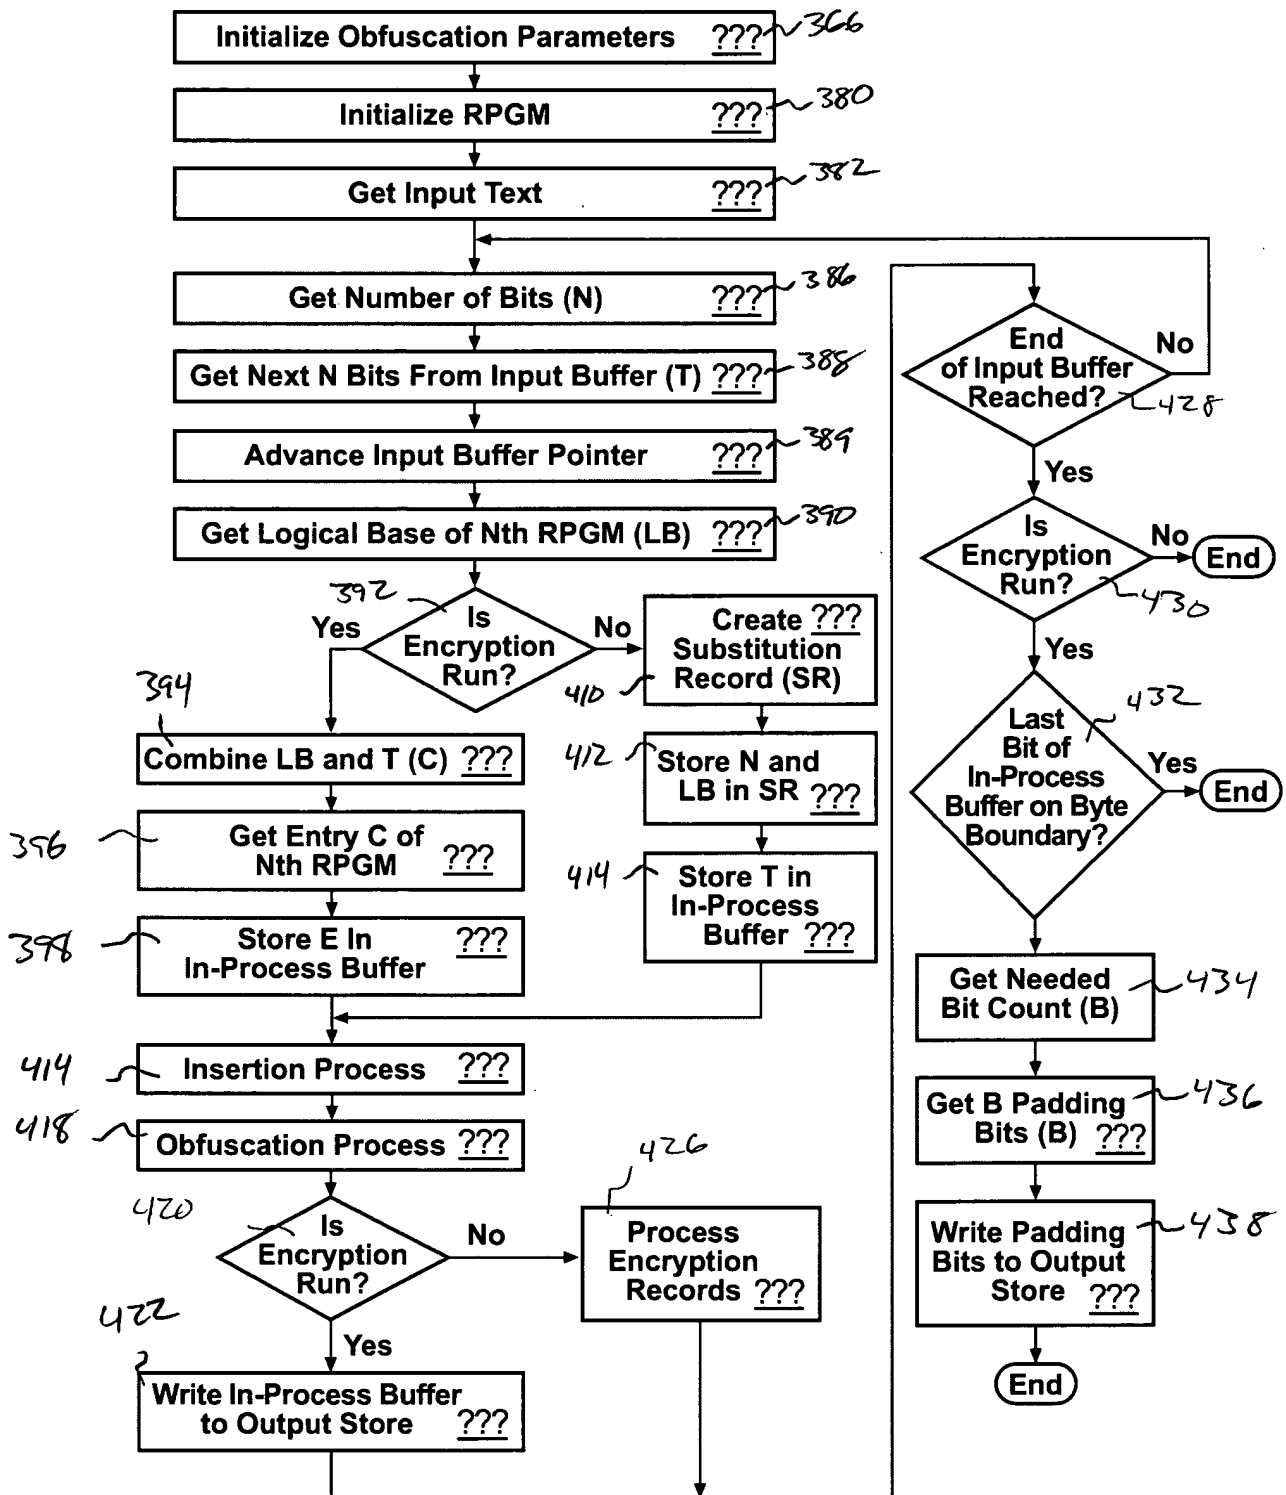 Initialize Obfuscation Parameters ??? 366
Initialize RPGM ??? 380
Get Input Text ??? 382
Get Number of Bits (N) ??? 386
Get Next N Bits From Input Buffer (T) ??? 388
Advance Input Buffer Pointer ??? 389
Get Logical Base of Nth RPGM (LB) ??? 390
392
Is
Encryption
Run?
Yes
No
Create ???
Substitution
Record (SR)
410
394
Combine LB and T (C) ???
412
Store N and
LB in SR ???
396
Get Entry C of
Nth RPGM ???
414
Store T in
In-Process
Buffer ???
398
Store E In ???
In-Process Buffer
414
Insertion Process ???
418
Obfuscation Process ???
420
Is
Encryption
Run?
No
Yes
426
Process
Encryption
Records ???
422
Write In-Process Buffer
to Output Store ???
End
of Input Buffer
Reached?
No
428
Yes
Is
Encryption
Run?
No
End
430
Yes
432
Last
Bit of
In-Process
Buffer on Byte
Boundary?
Yes
End
Get Needed
Bit Count (B)
434
Get B Padding
Bits (B) ???
436
Write Padding
Bits to Output
Store ???
438
End